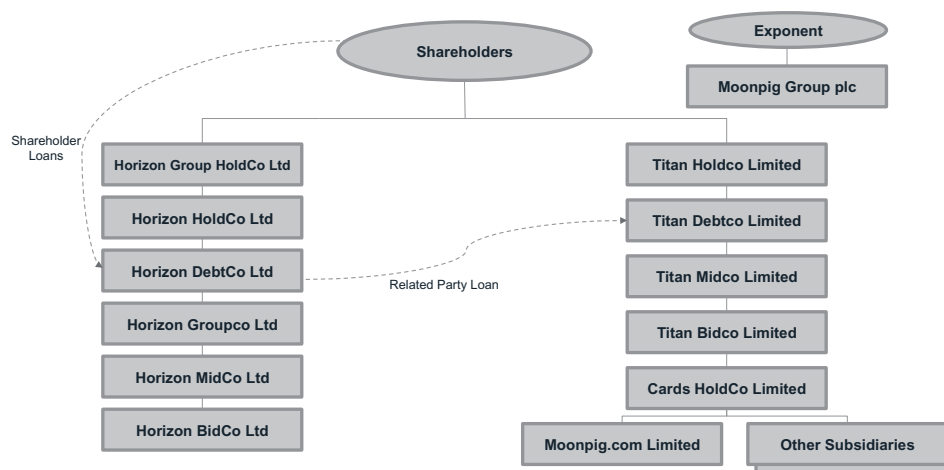 Exponent
Shareholders
Moonpig Group plc
Shareholder
Loans
Horizon Group HoldCo Ltd
Titan Holdco Limited
Horizon HoldCo Ltd
Titan Debtco Limited
Horizon DebtCo Ltd
Titan Midco Limited
Related Party Loan
Horizon Groupco Ltd
Titan Bidco Limited
Horizon MidCo Ltd
Cards HoldCo Limited
Horizon BidCo Ltd
Moonpig.com Limited
Other Subsidiaries